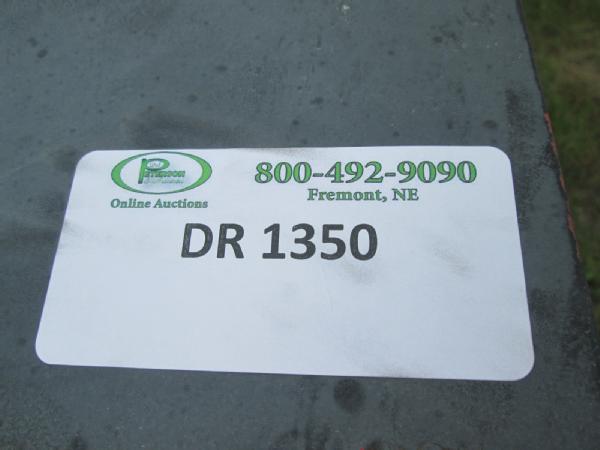 PETERSON
Online Auctions
800-492-9090
Fremont, NE
DR 1350